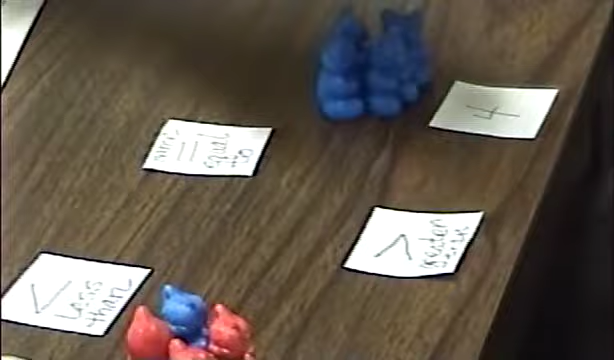 4
=
equal
to
>
greater
than
<
Less
than